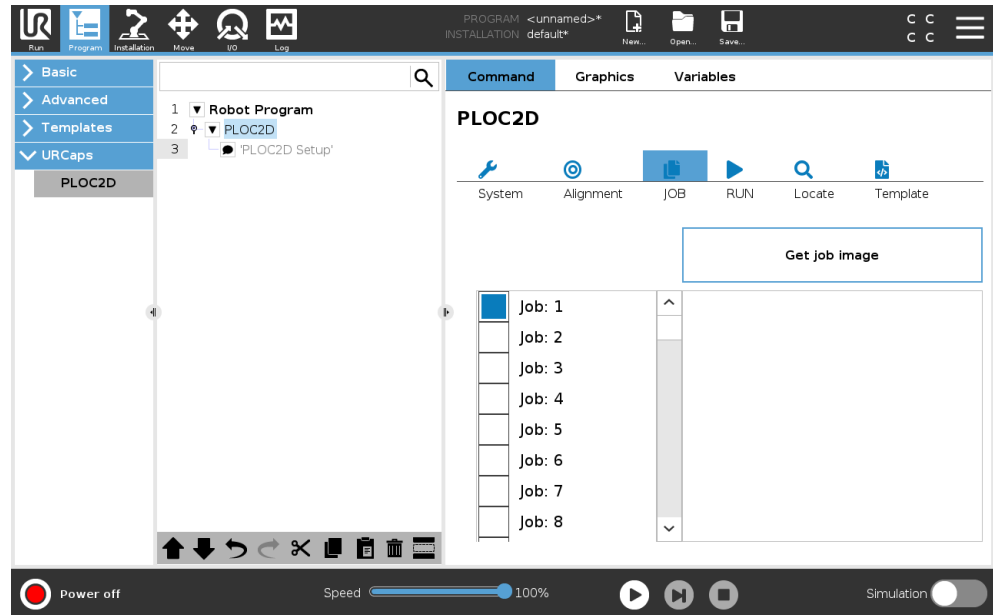 PROGRAM <unnamed>*
INSTALLATION default*
Run
Program
Installation
Move
I/O
Log
New...
Open...
Save...
C C
C C
Basic
Advanced
Templates
URCaps
PLOC2D
1 Robot Program
2 PLOC2D
3 'PLOC2D Setup'
Command Graphics Variables
PLOC2D
System Alignment JOB RUN Locate Template
Get job image
Job: 1
Job: 2
Job: 3
Job: 4
Job: 5
Job: 6
Job: 7
Job: 8
Power off
Speed 100%
Simulation